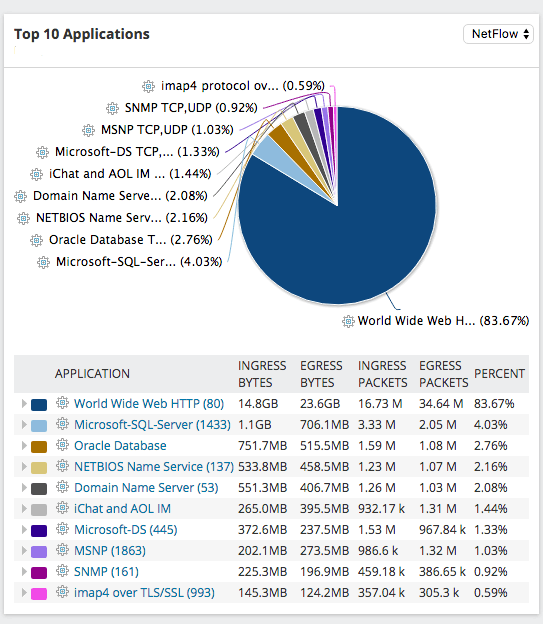 Top 10 Applications
NetFlow
imap4 protocol ov... (0.59%)
SNMP TCP,UDP (0.92%)
MSNP TCP,UDP (1.03%)
Microsoft-DS TCP,... (1.33%)
iChat and AOL IM ... (1.44%)
Domain Name Serve... (2.08%)
NETBIOS Name Serv... (2.16%)
Oracle Database T... (2.76%)
Microsoft-SQL-Ser... (4.03%)
World Wide Web H... (83.67%)
APPLICATION INGRESS BYTES EGRESS BYTES INGRESS PACKETS EGRESS PACKETS PERCENT
World Wide Web HTTP (80) 14.8GB 23.6GB 16.73 M 34.64 M 83.67%
Microsoft-SQL-Server (1433) 1.1GB 706.1MB 3.33 M 2.05 M 4.03%
Oracle Database 751.7MB 515.5MB 1.59 M 1.08 M 2.76%
NETBIOS Name Service (137) 533.8MB 458.5MB 1.23 M 1.07 M 2.16%
Domain Name Server (53) 551.3MB 406.7MB 1.26 M 1.03 M 2.08%
iChat and AOL IM 265.0MB 395.5MB 932.17 k 1.31 M 1.44%
Microsoft-DS (445) 372.6MB 237.5MB 1.53 M 967.84 k 1.33%
MSNP (1863) 202.1MB 273.5MB 986.6 k 1.32 M 1.03%
SNMP (161) 225.3MB 196.9MB 459.18 k 386.65 k 0.92%
imap4 over TLS/SSL (993) 145.3MB 124.2MB 357.04 k 305.3 k 0.59%